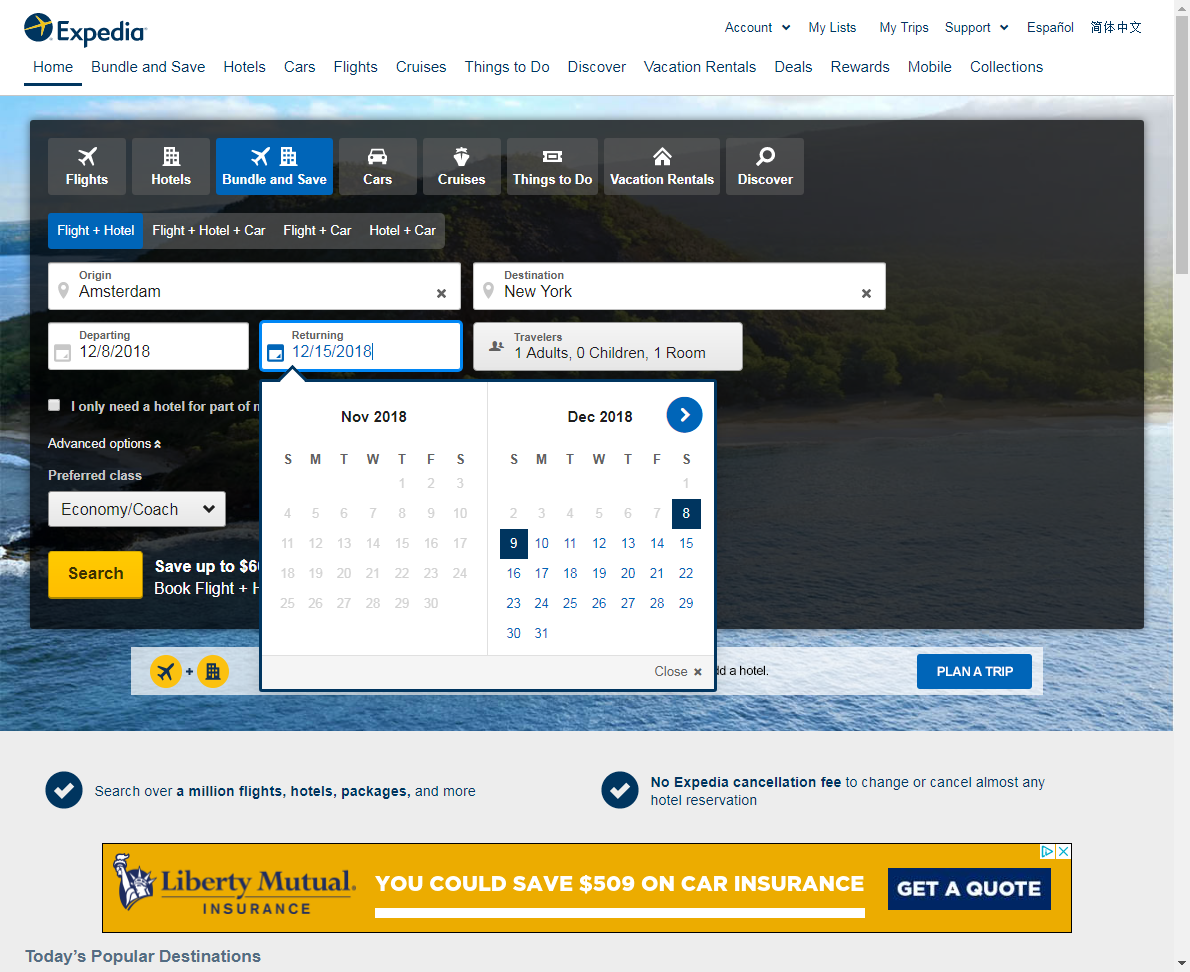 Expedia
Account My Lists My Trips Support Español 简体中文
Home Bundle and Save Hotels Cars Flights Cruises Things to Do Discover Vacation Rentals Deals Rewards Mobile Collections
Flights Hotels Bundle and Save Cars Cruises Things to Do Vacation Rentals Discover
Flight + Hotel Flight + Hotel + Car Flight + Car Hotel + Car
Origin
Amsterdam
Destination
New York
Departing
12/8/2018
Returning
12/15/2018
Travelers
1 Adults, 0 Children, 1 Room
I only need a hotel for part of
Advanced options
Preferred class
Economy/Coach
Search
Save up to
Book Flight +
Nov 2018
S M T W T F S
1 2 3
4 5 6 7 8 9 10
11 12 13 14 15 16 17
18 19 20 21 22 23 24
25 26 27 28 29 30
Dec 2018
S M T W T F S
1
2 3 4 5 6 7 8
9 10 11 12 13 14 15
16 17 18 19 20 21 22
23 24 25 26 27 28 29
30 31
Close
+
a hotel.
PLAN A TRIP
Search over a million flights, hotels, packages, and more
No Expedia cancellation fee to change or cancel almost any
hotel reservation
Liberty Mutual.
INSURANCE
YOU COULD SAVE $509 ON CAR INSURANCE
GET A QUOTE
Today's Popular Destinations